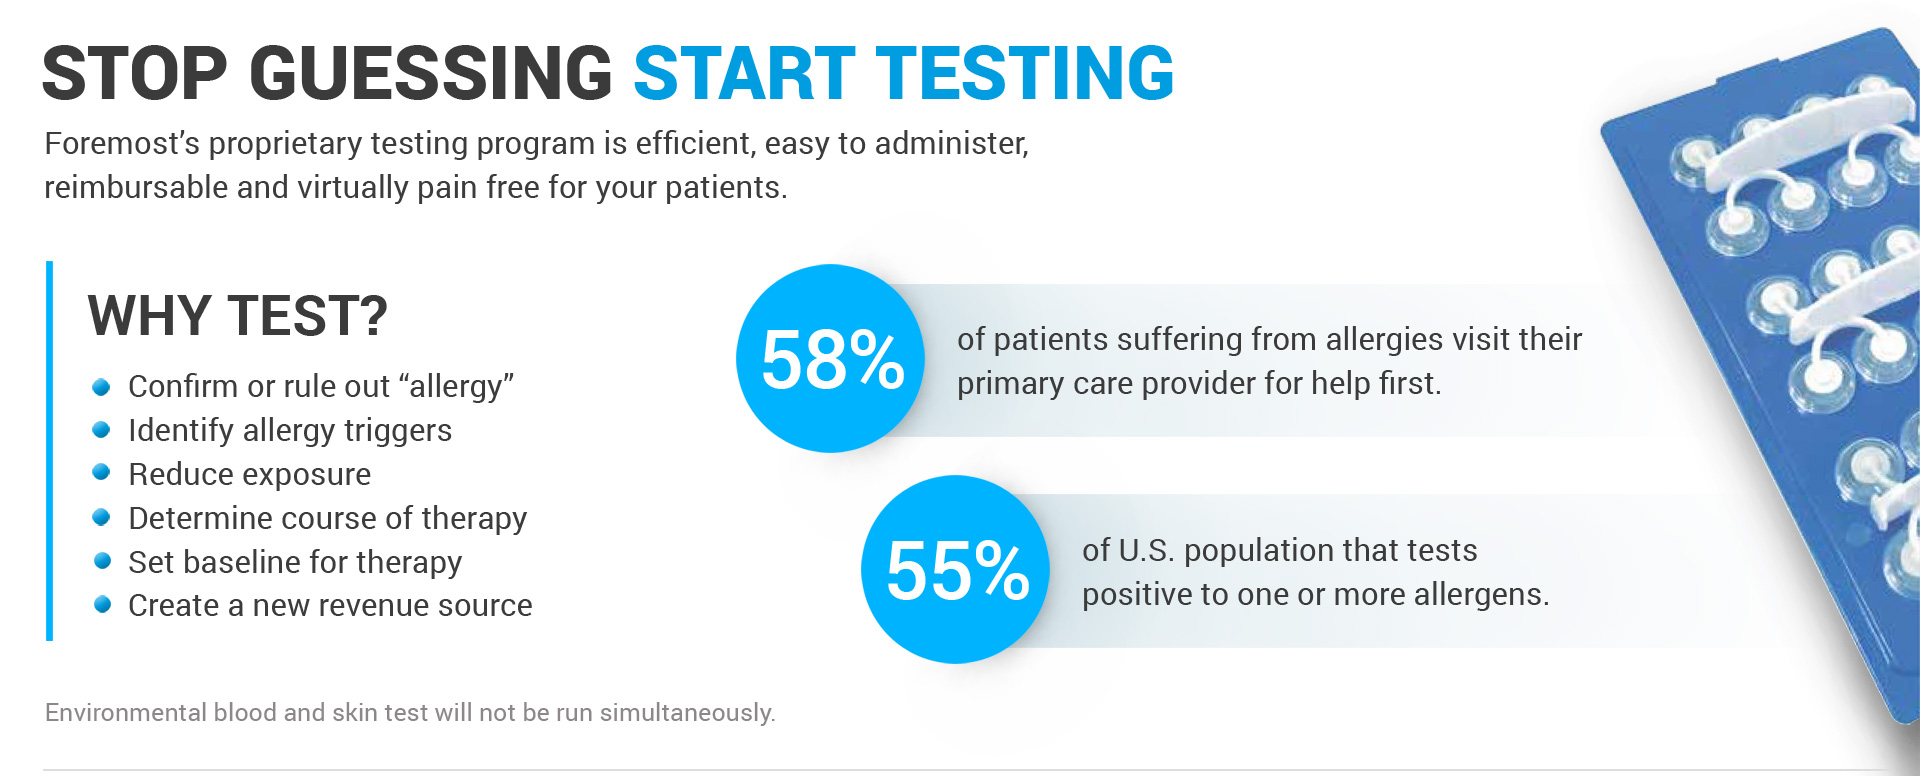 STOP GUESSING START TESTING
Foremost’s proprietary testing program is efficient, easy to administer,
reimbursable and virtually pain free for your patients.
WHY TEST?
Confirm or rule out “allergy”
Identify allergy triggers
Reduce exposure
Determine course of therapy
Set baseline for therapy
Create a new revenue source
58%
of patients suffering from allergies visit their
primary care provider for help first.
55%
of U.S. population that tests
positive to one or more allergens.
Environmental blood and skin test will not be run simultaneously.